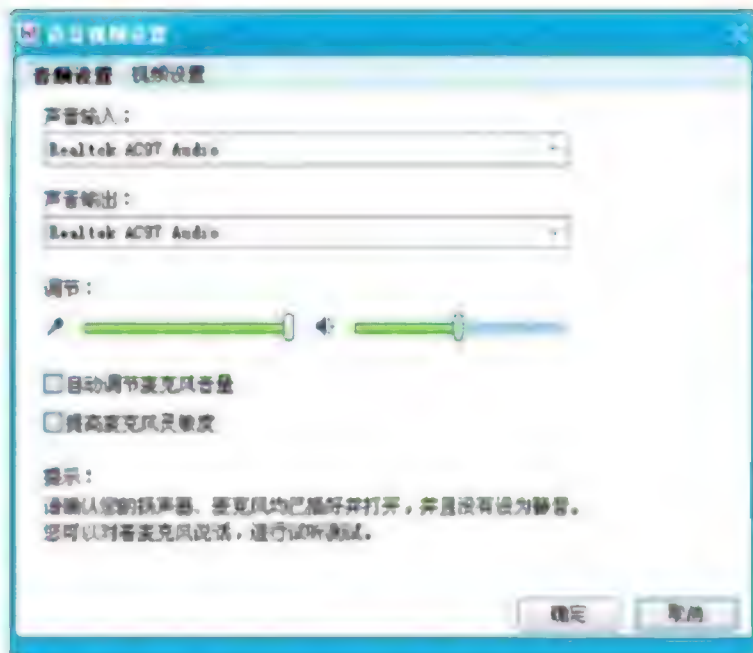 语音视频设置
音频设置 视频设置
声音输入：
Realtek AC97 Audio
声音输出：
Realtek AC97 Audio
调节：
自动调节麦克风音量
提高麦克风灵敏度
提示：
请确认您的扬声器、麦克风均已插好并打开，并且没有设为静音。
您可以对着麦克风说话，进行试听测试。
确定 取消